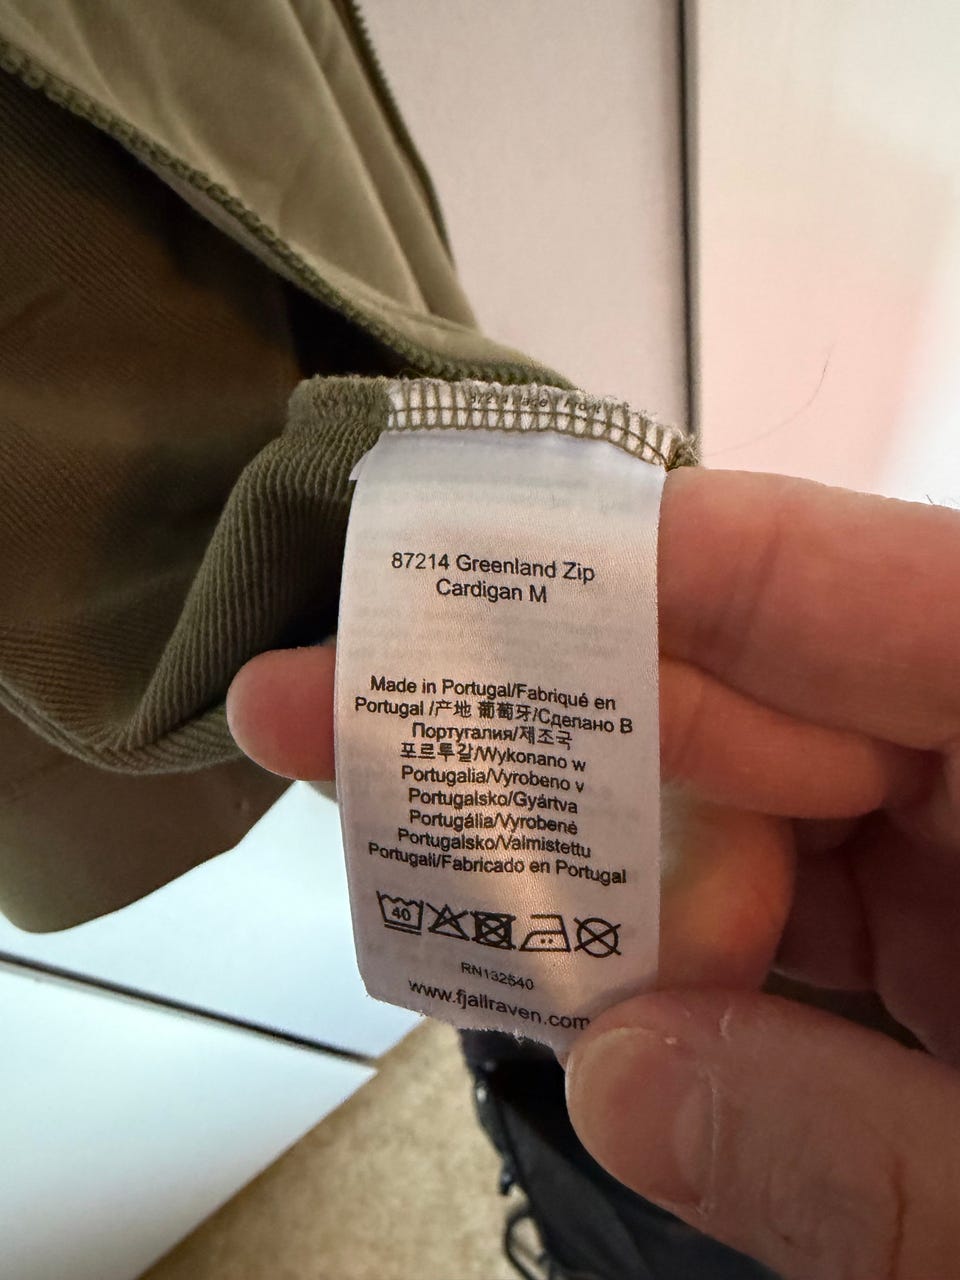 87214 Greenland Zip
Cardigan M
Made in Portugal/Fabriqué en
Portugal /产地 葡萄牙/Сделано В
Португалия/제조국
포르투갈/Wykonano w
Portugalia/Vyrobeno v
Portugalsko/Gyártva
Portugália/Vyrobené
Portugalsko/Valmistettu
Portugali/Fabricado en Portugal
40
RN132540
www.fjallraven.com